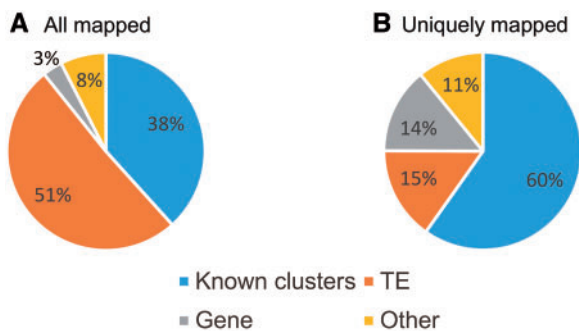 A All mapped
3%
8%
38%
51%
B Uniquely mapped
11%
14%
15%
60%
Known clusters TE
Gene Other